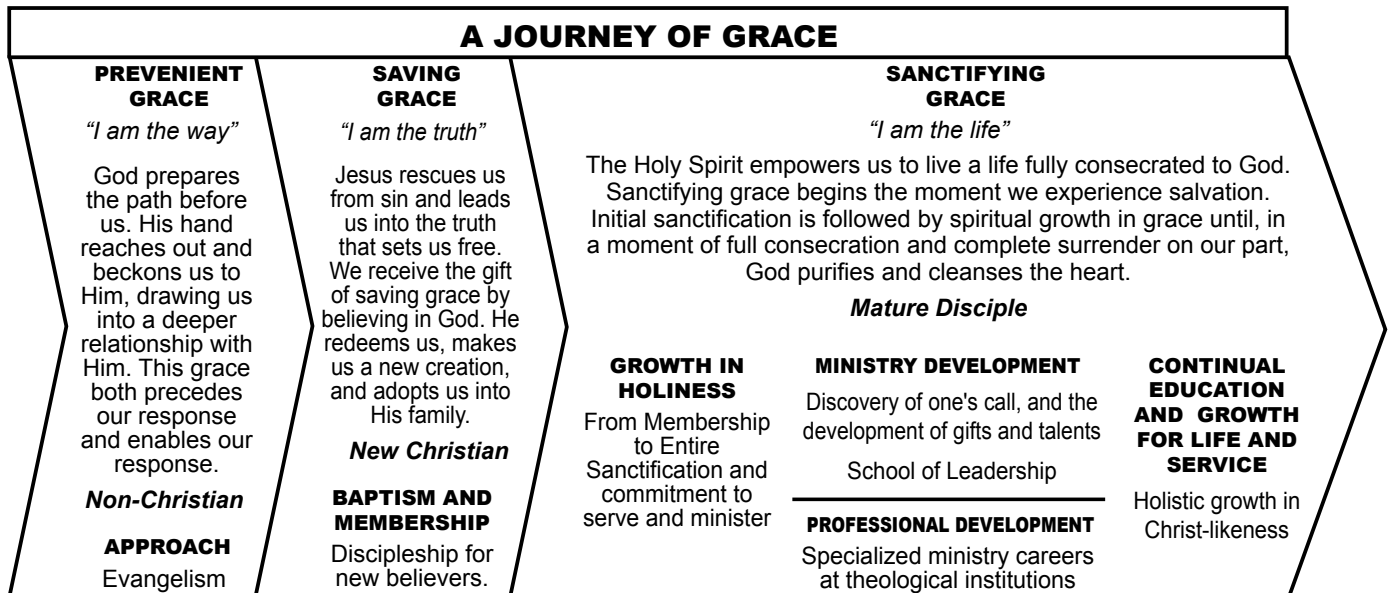 A JOURNEY OF GRACE
PREVENIENT
GRACE
“I am the way”
God prepares
the path before
us. His hand
reaches out and
beckons us to
Him, drawing us
into a deeper
relationship with
Him. This grace
both precedes
our response
and enables our
response.
Non-Christian
APPROACH
Evangelism
SAVING
GRACE
“I am the truth”
Jesus rescues us
from sin and leads
us into the truth
that sets us free.
We receive the gift
of saving grace by
believing in God. He
redeems us, makes
us a new creation,
and adopts us into
His family.
New Christian
BAPTISM AND
MEMBERSHIP
Discipleship for
new believers.
SANCTIFYING
GRACE
“I am the life”
The Holy Spirit empowers us to live a life fully consecrated to God.
Sanctifying grace begins the moment we experience salvation.
Initial sanctification is followed by spiritual growth in grace until, in
a moment of full consecration and complete surrender on our part,
God purifies and cleanses the heart.
Mature Disciple
GROWTH IN
HOLINESS
From Membership
to Entire
Sanctification and
commitment to
serve and minister
MINISTRY DEVELOPMENT
Discovery of one's call, and the
development of gifts and talents
School of Leadership
PROFESSIONAL DEVELOPMENT
Specialized ministry careers
at theological institutions
CONTINUAL
EDUCATION
AND GROWTH
FOR LIFE AND
SERVICE
Holistic growth in
Christ-likeness